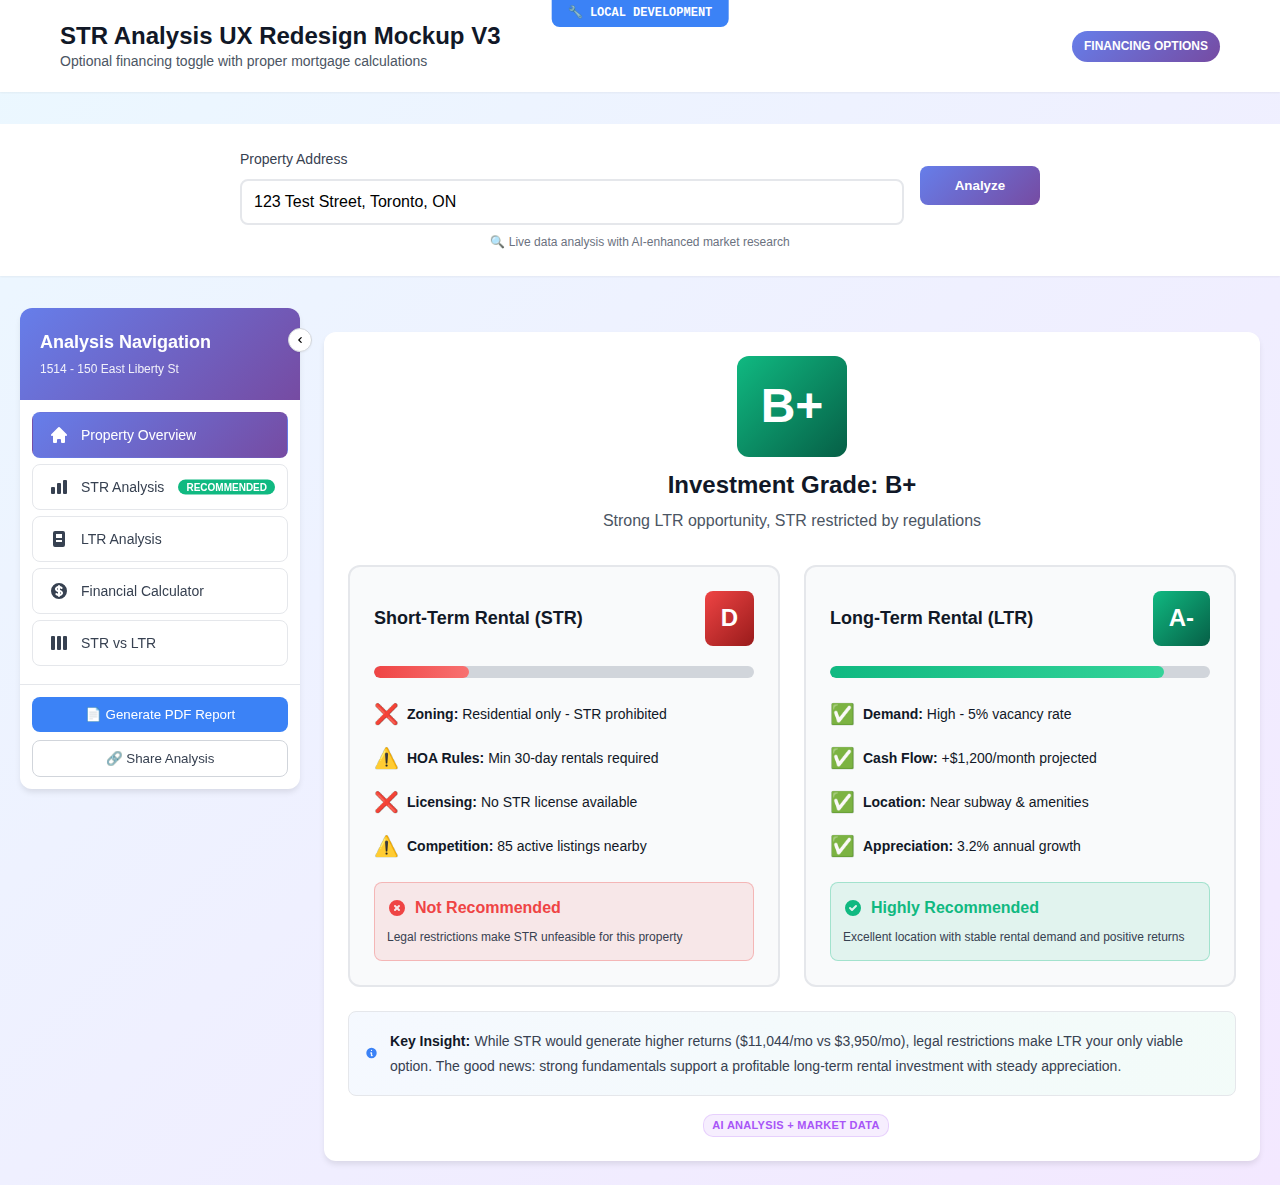 🔧 LOCAL DEVELOPMENT
STR Analysis UX Redesign Mockup V3
Optional financing toggle with proper mortgage calculations
FINANCING OPTIONS
Property Address
123 Test Street, Toronto, ON
Analyze
🔍 Live data analysis with AI-enhanced market research
Analysis Navigation
1514 - 150 East Liberty St
Property Overview
STR Analysis RECOMMENDED
LTR Analysis
Financial Calculator
STR vs LTR
📄 Generate PDF Report
🔗 Share Analysis
B+
Investment Grade: B+
Strong LTR opportunity, STR restricted by regulations
Short-Term Rental (STR) D
❌ Zoning: Residential only - STR prohibited
⚠️ HOA Rules: Min 30-day rentals required
❌ Licensing: No STR license available
⚠️ Competition: 85 active listings nearby
Not Recommended
Legal restrictions make STR unfeasible for this property
Long-Term Rental (LTR) A-
✅ Demand: High - 5% vacancy rate
✅ Cash Flow: +$1,200/month projected
✅ Location: Near subway & amenities
✅ Appreciation: 3.2% annual growth
Highly Recommended
Excellent location with stable rental demand and positive returns
Key Insight: While STR would generate higher returns ($11,044/mo vs $3,950/mo), legal restrictions make LTR your only viable
option. The good news: strong fundamentals support a profitable long-term rental investment with steady appreciation.
AI ANALYSIS + MARKET DATA